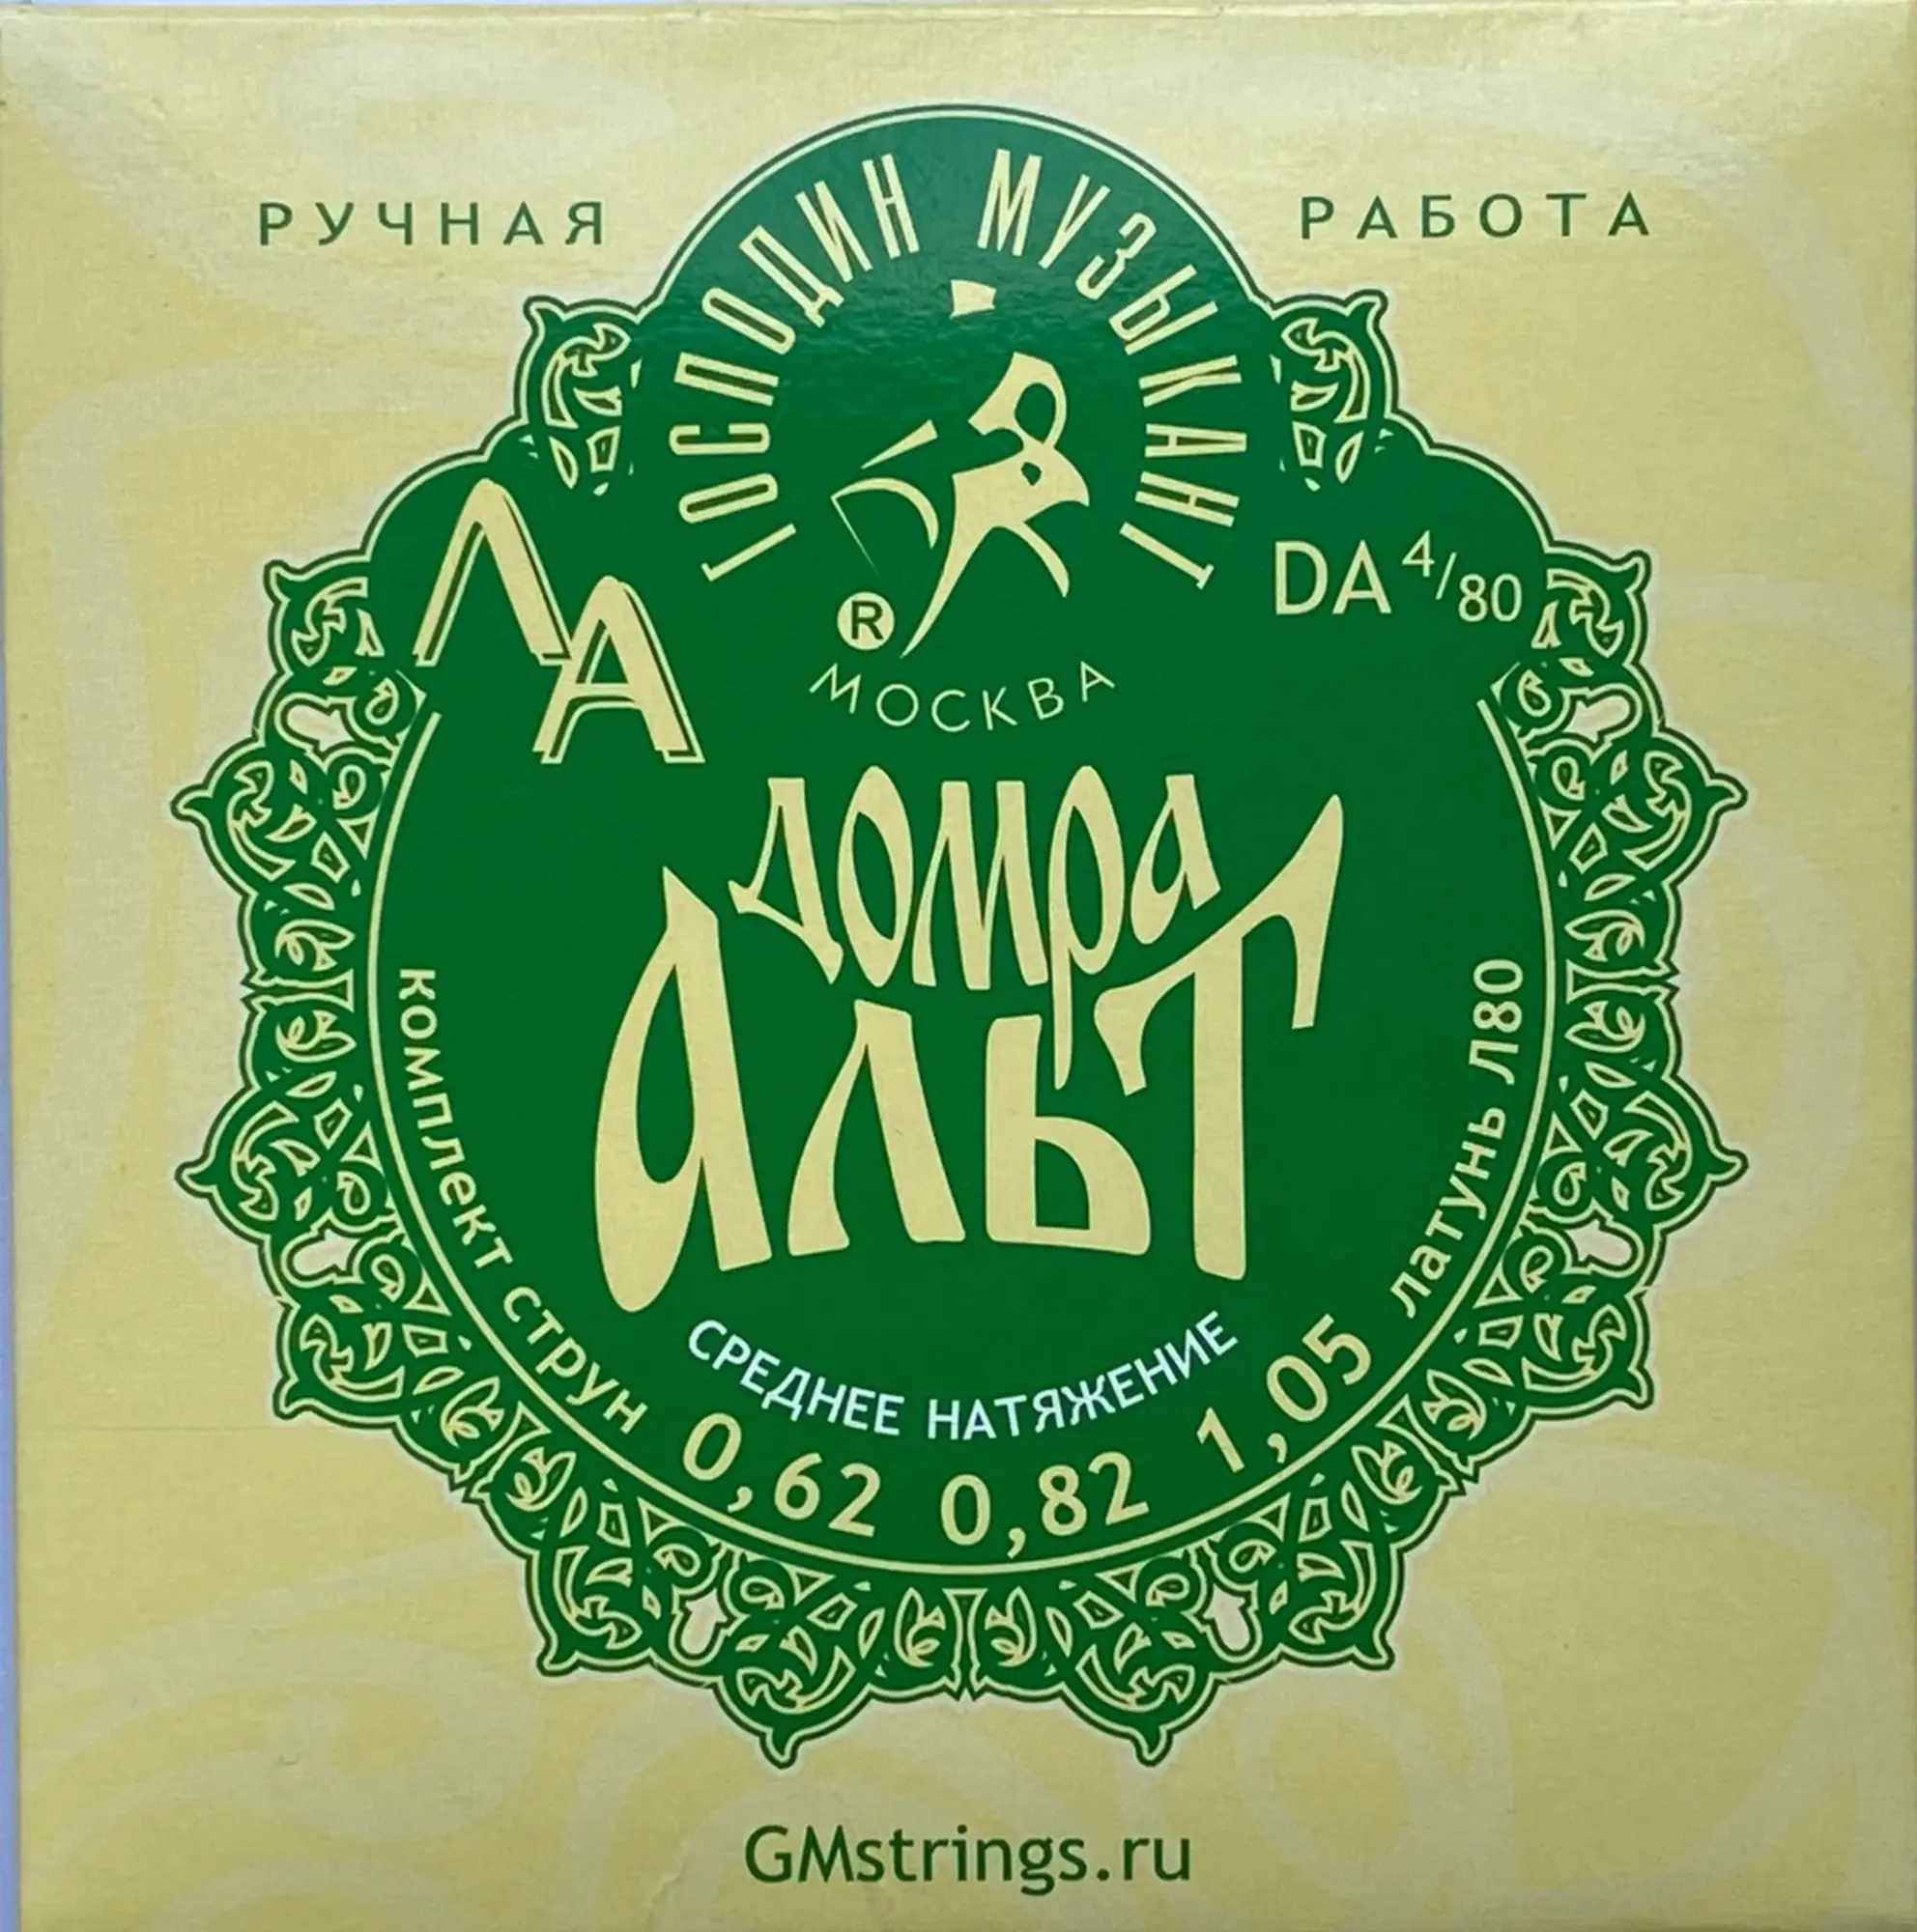 РУЧНАЯ РАБОТА
ГОСПОДИН МУЗЫКАНТ
®
МОСКВА
ЛА
DA 4/80
ДОМРА
АЛЬТ
СРЕДНЕЕ НАТЯЖЕНИЕ
комплект струн 0,62 0,82 1,05 латунь Л80
GMstrings.ru